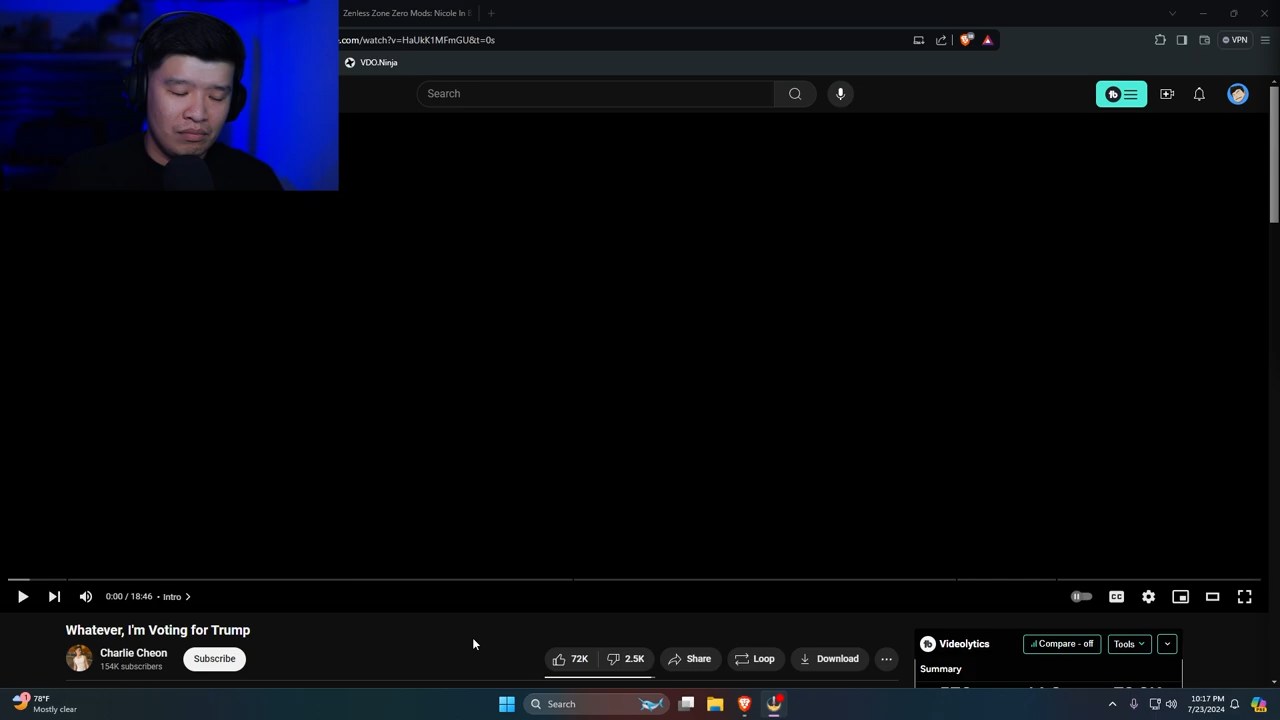 Zenless Zone Zero Mods: Nicole In B
e.com/watch?v=HaUkK1MFmGU&t=0s
VPN
VDO.Ninja
Search
0:00 / 18:46 • Intro
CC
Whatever, I'm Voting for Trump
Charlie Cheon
154K subscribers
Subscribe
72K
2.5K
Share
Loop
Download
Videolytics
Compare - off
Tools
Summary
78°F
Mostly clear
Search
10:17 PM
7/23/2024